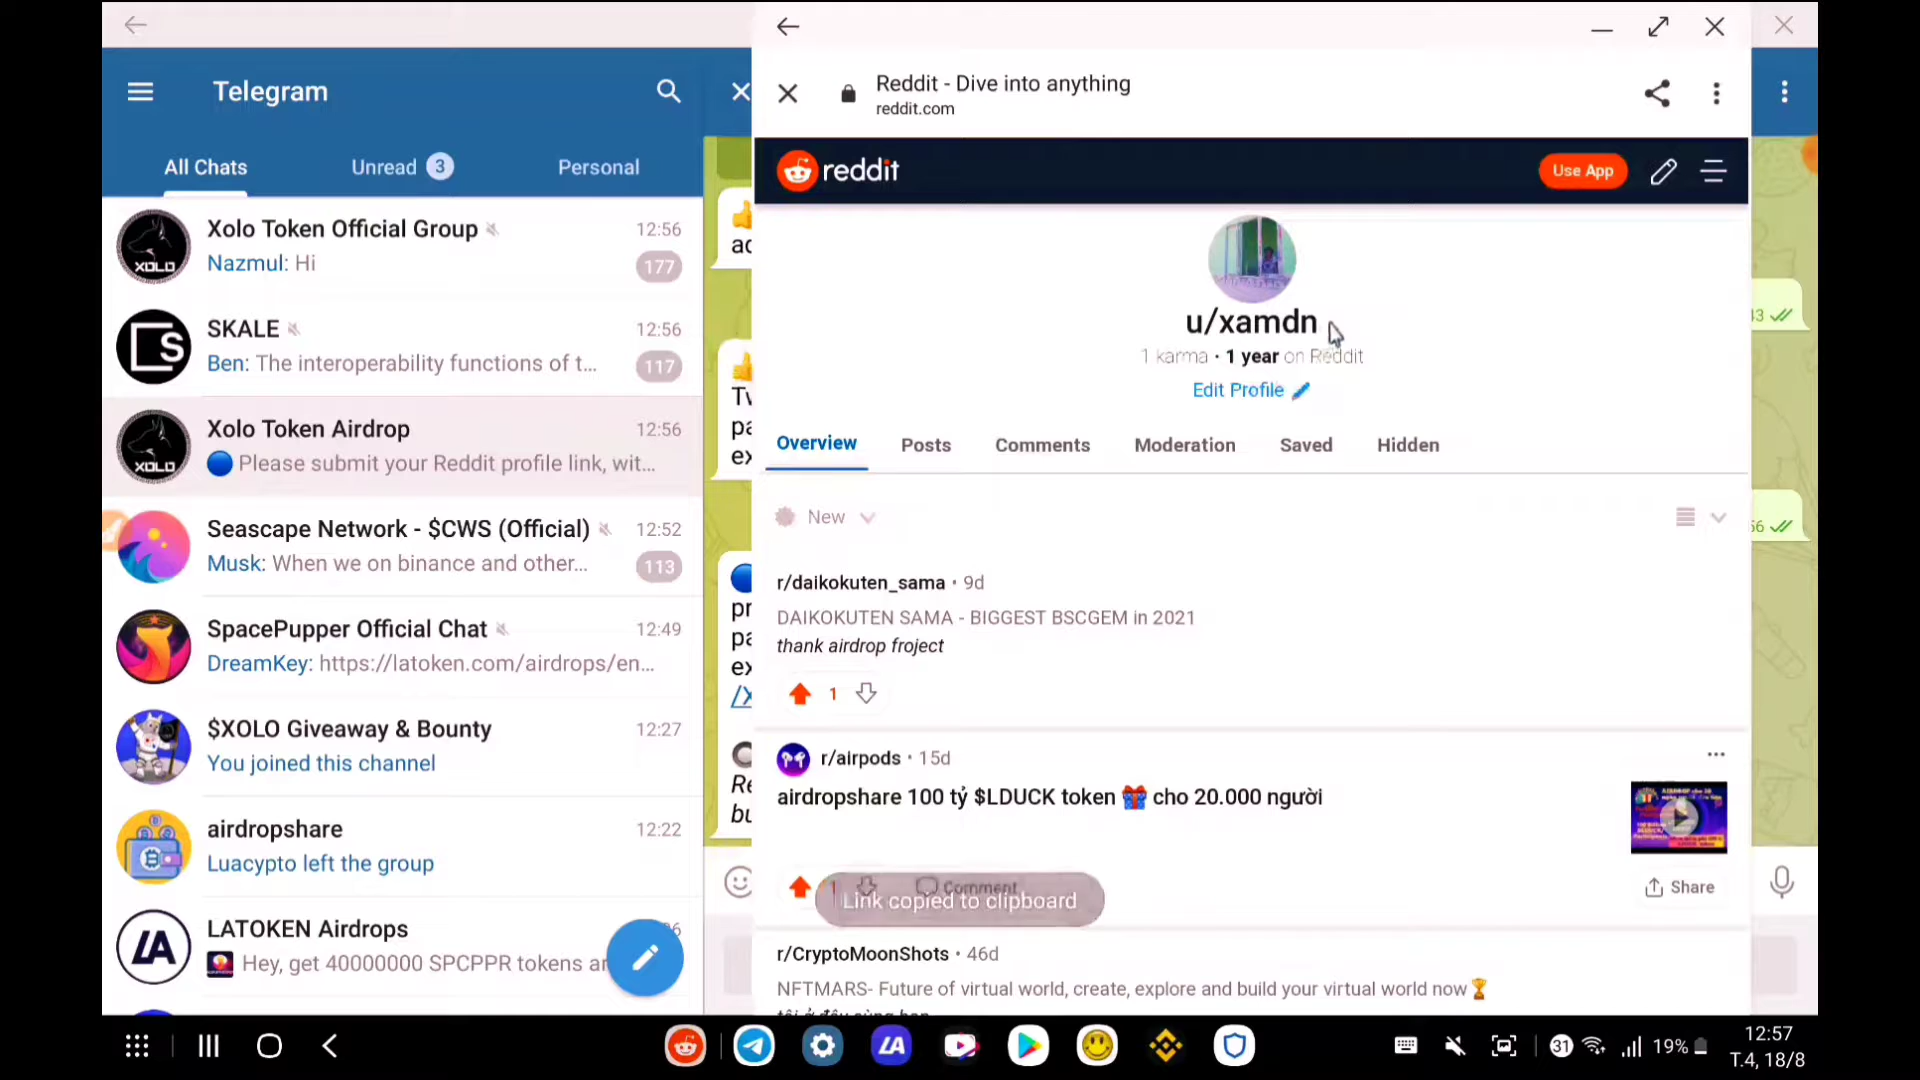 Telegram
All Chats
Unread 3
Personal
Xolo Token Official Group
12:56
Nazmul: Hi
177
SKALE
12:56
Ben: The interoperability functions of t...
117
Xolo Token Airdrop
12:56
Please submit your Reddit profile link, wit...
Seascape Network - $CWS (Official)
12:52
Musk: When we on binance and other...
113
SpacePupper Official Chat
12:49
DreamKey: https://latoken.com/airdrops/en...
$XOLO Giveaway & Bounty
12:27
You joined this channel
airdropshare
12:22
Luacypto left the group
LATOKEN Airdrops
Hey, get 40000000 SPCPPR tokens
XOLO
XOLO
Reddit - Dive into anything
reddit.com
reddit
Use App
u/xamdn
1 karma • 1 year on Reddit
Edit Profile
Overview
Posts
Comments
Moderation
Saved
Hidden
New
r/daikokuten_sama • 9d
DAIKOKUTEN SAMA - BIGGEST BSCGEM in 2021
thank airdrop froject
1
r/airpods • 15d
airdropshare 100 tỷ $LDUCK token 🎁 cho 20.000 người
Comment
Share
Link copied to clipboard
r/CryptoMoonShots • 46d
NFTMARS- Future of virtual world, create, explore and build your virtual world now🏆
31
19%
12:57
T.4, 18/8